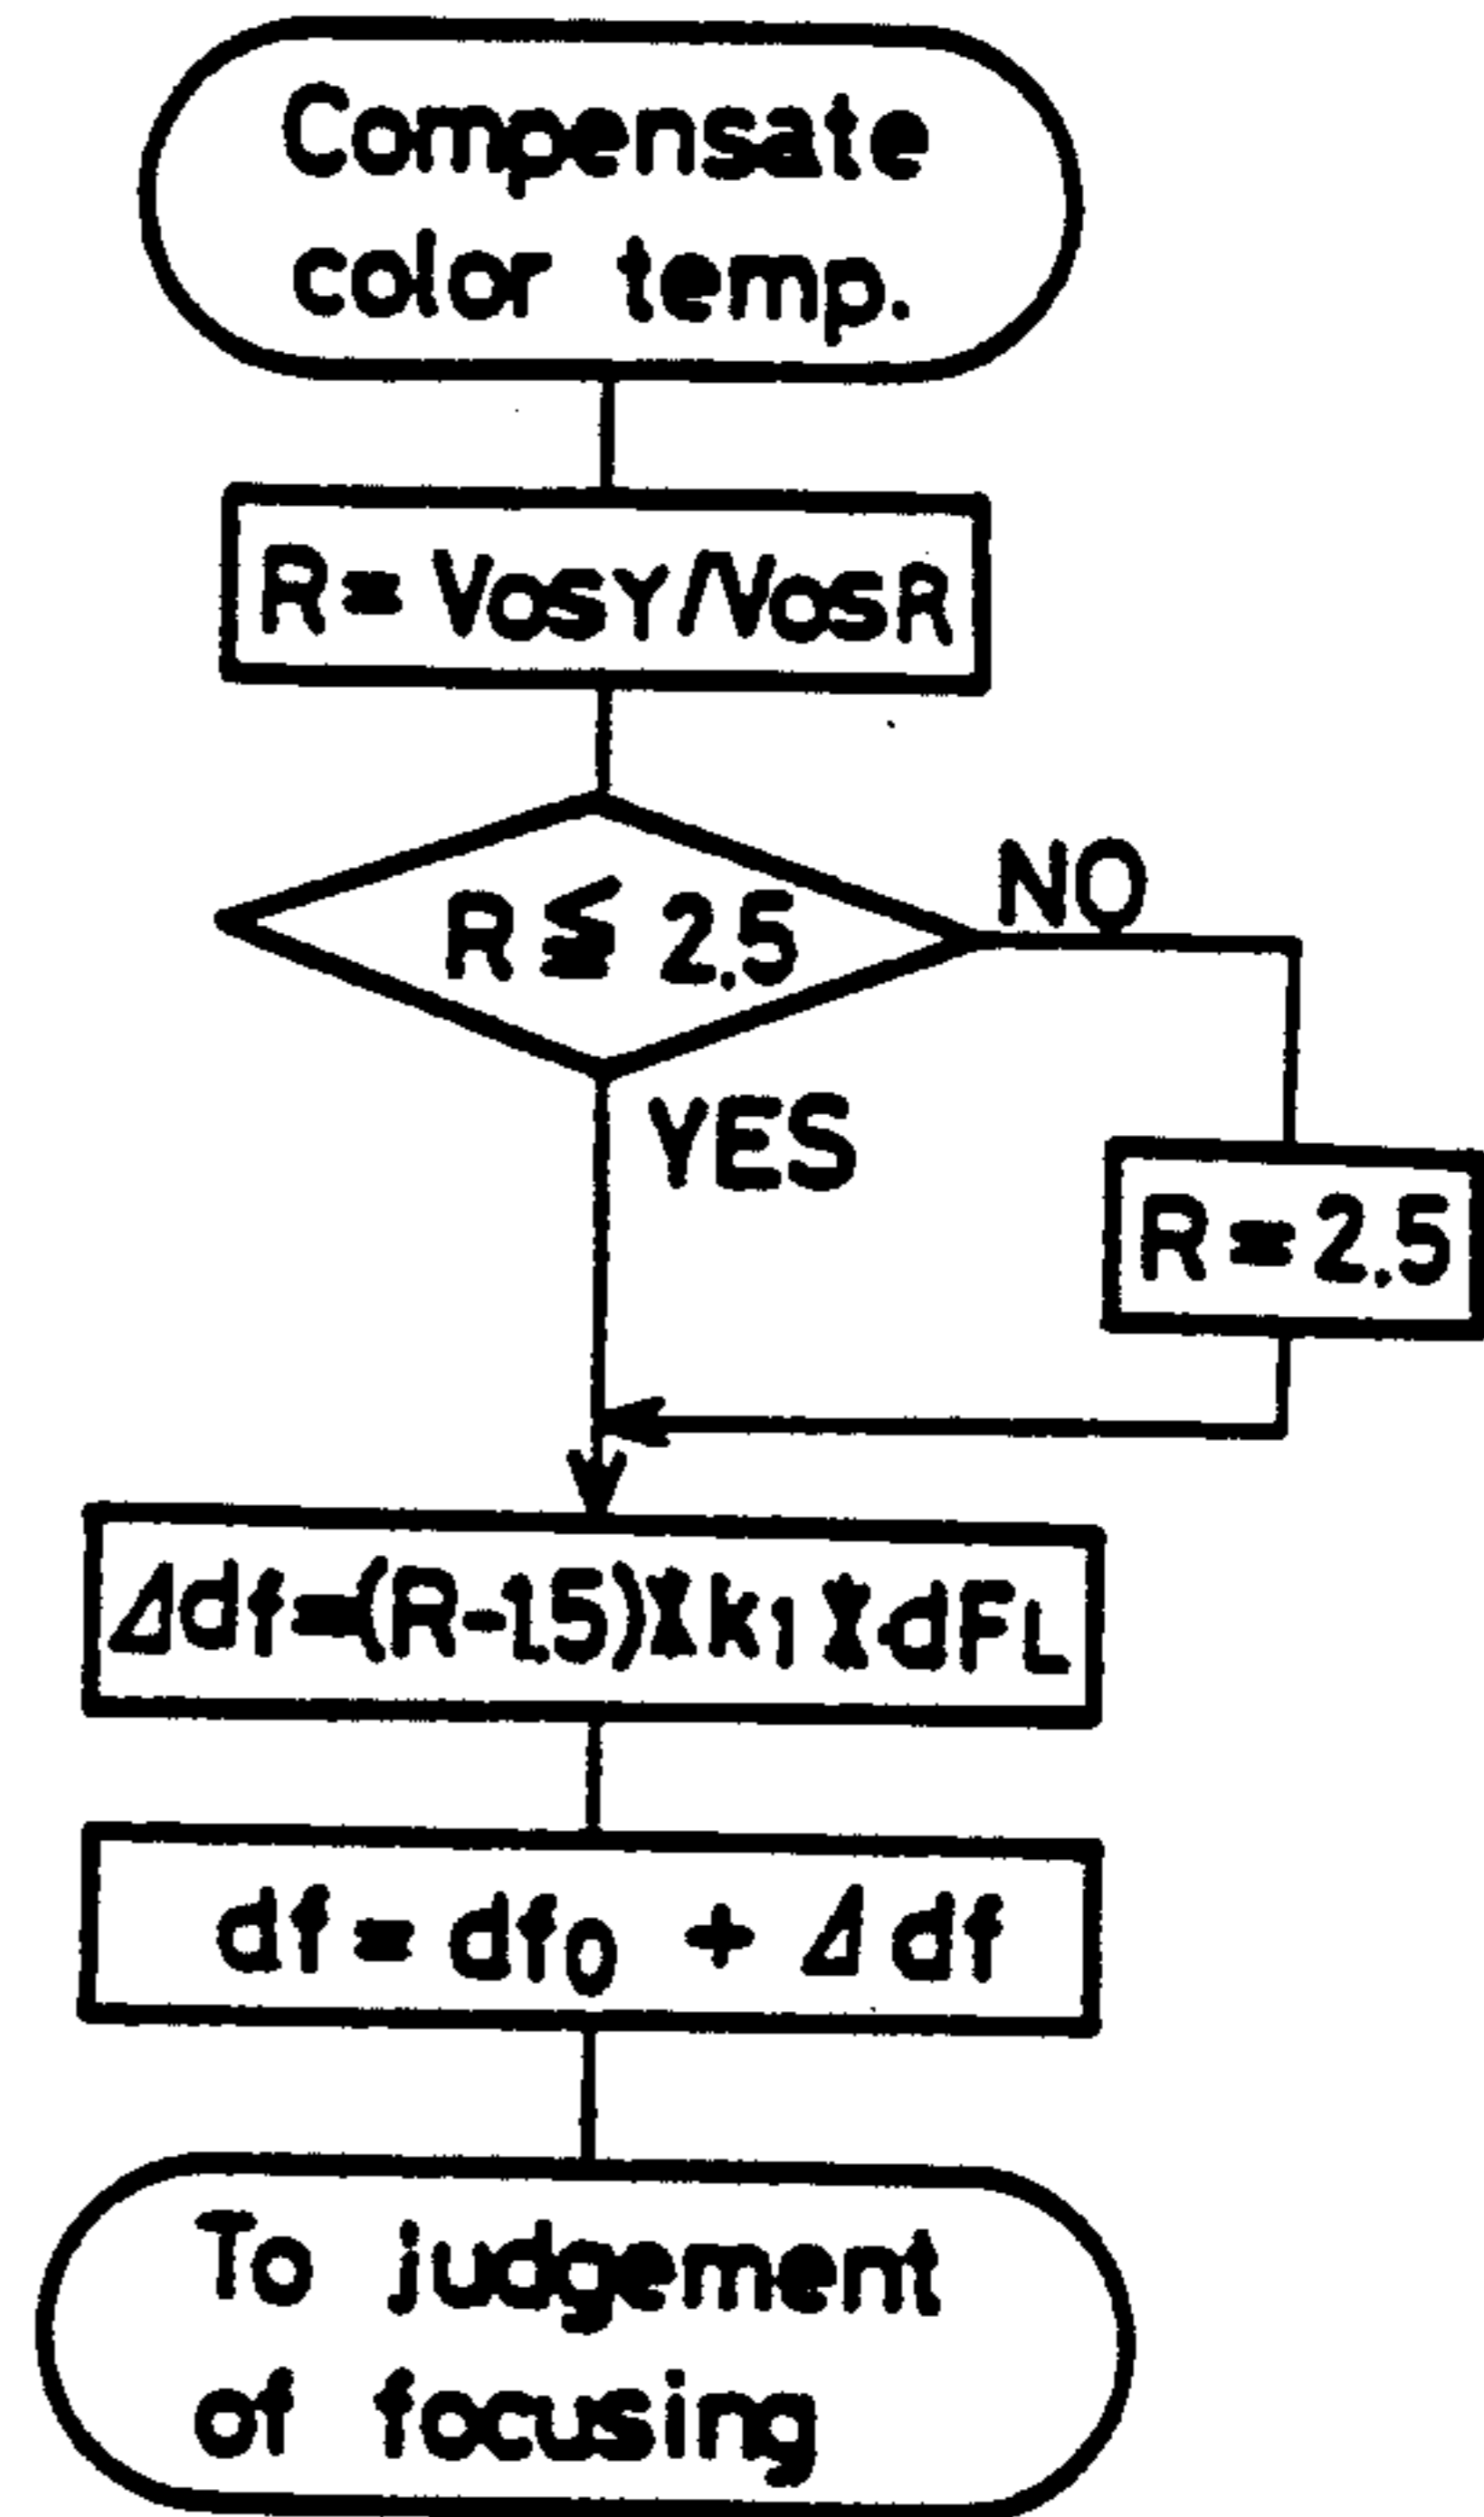 Compensate
color temp.
R = VOSY/VOSR
R ≦ 2.5
NO
YES
R = 2.5
Δdf=(R-1.5)×k1×dFL
df = df0 + Δdf
To judgement
of focusing